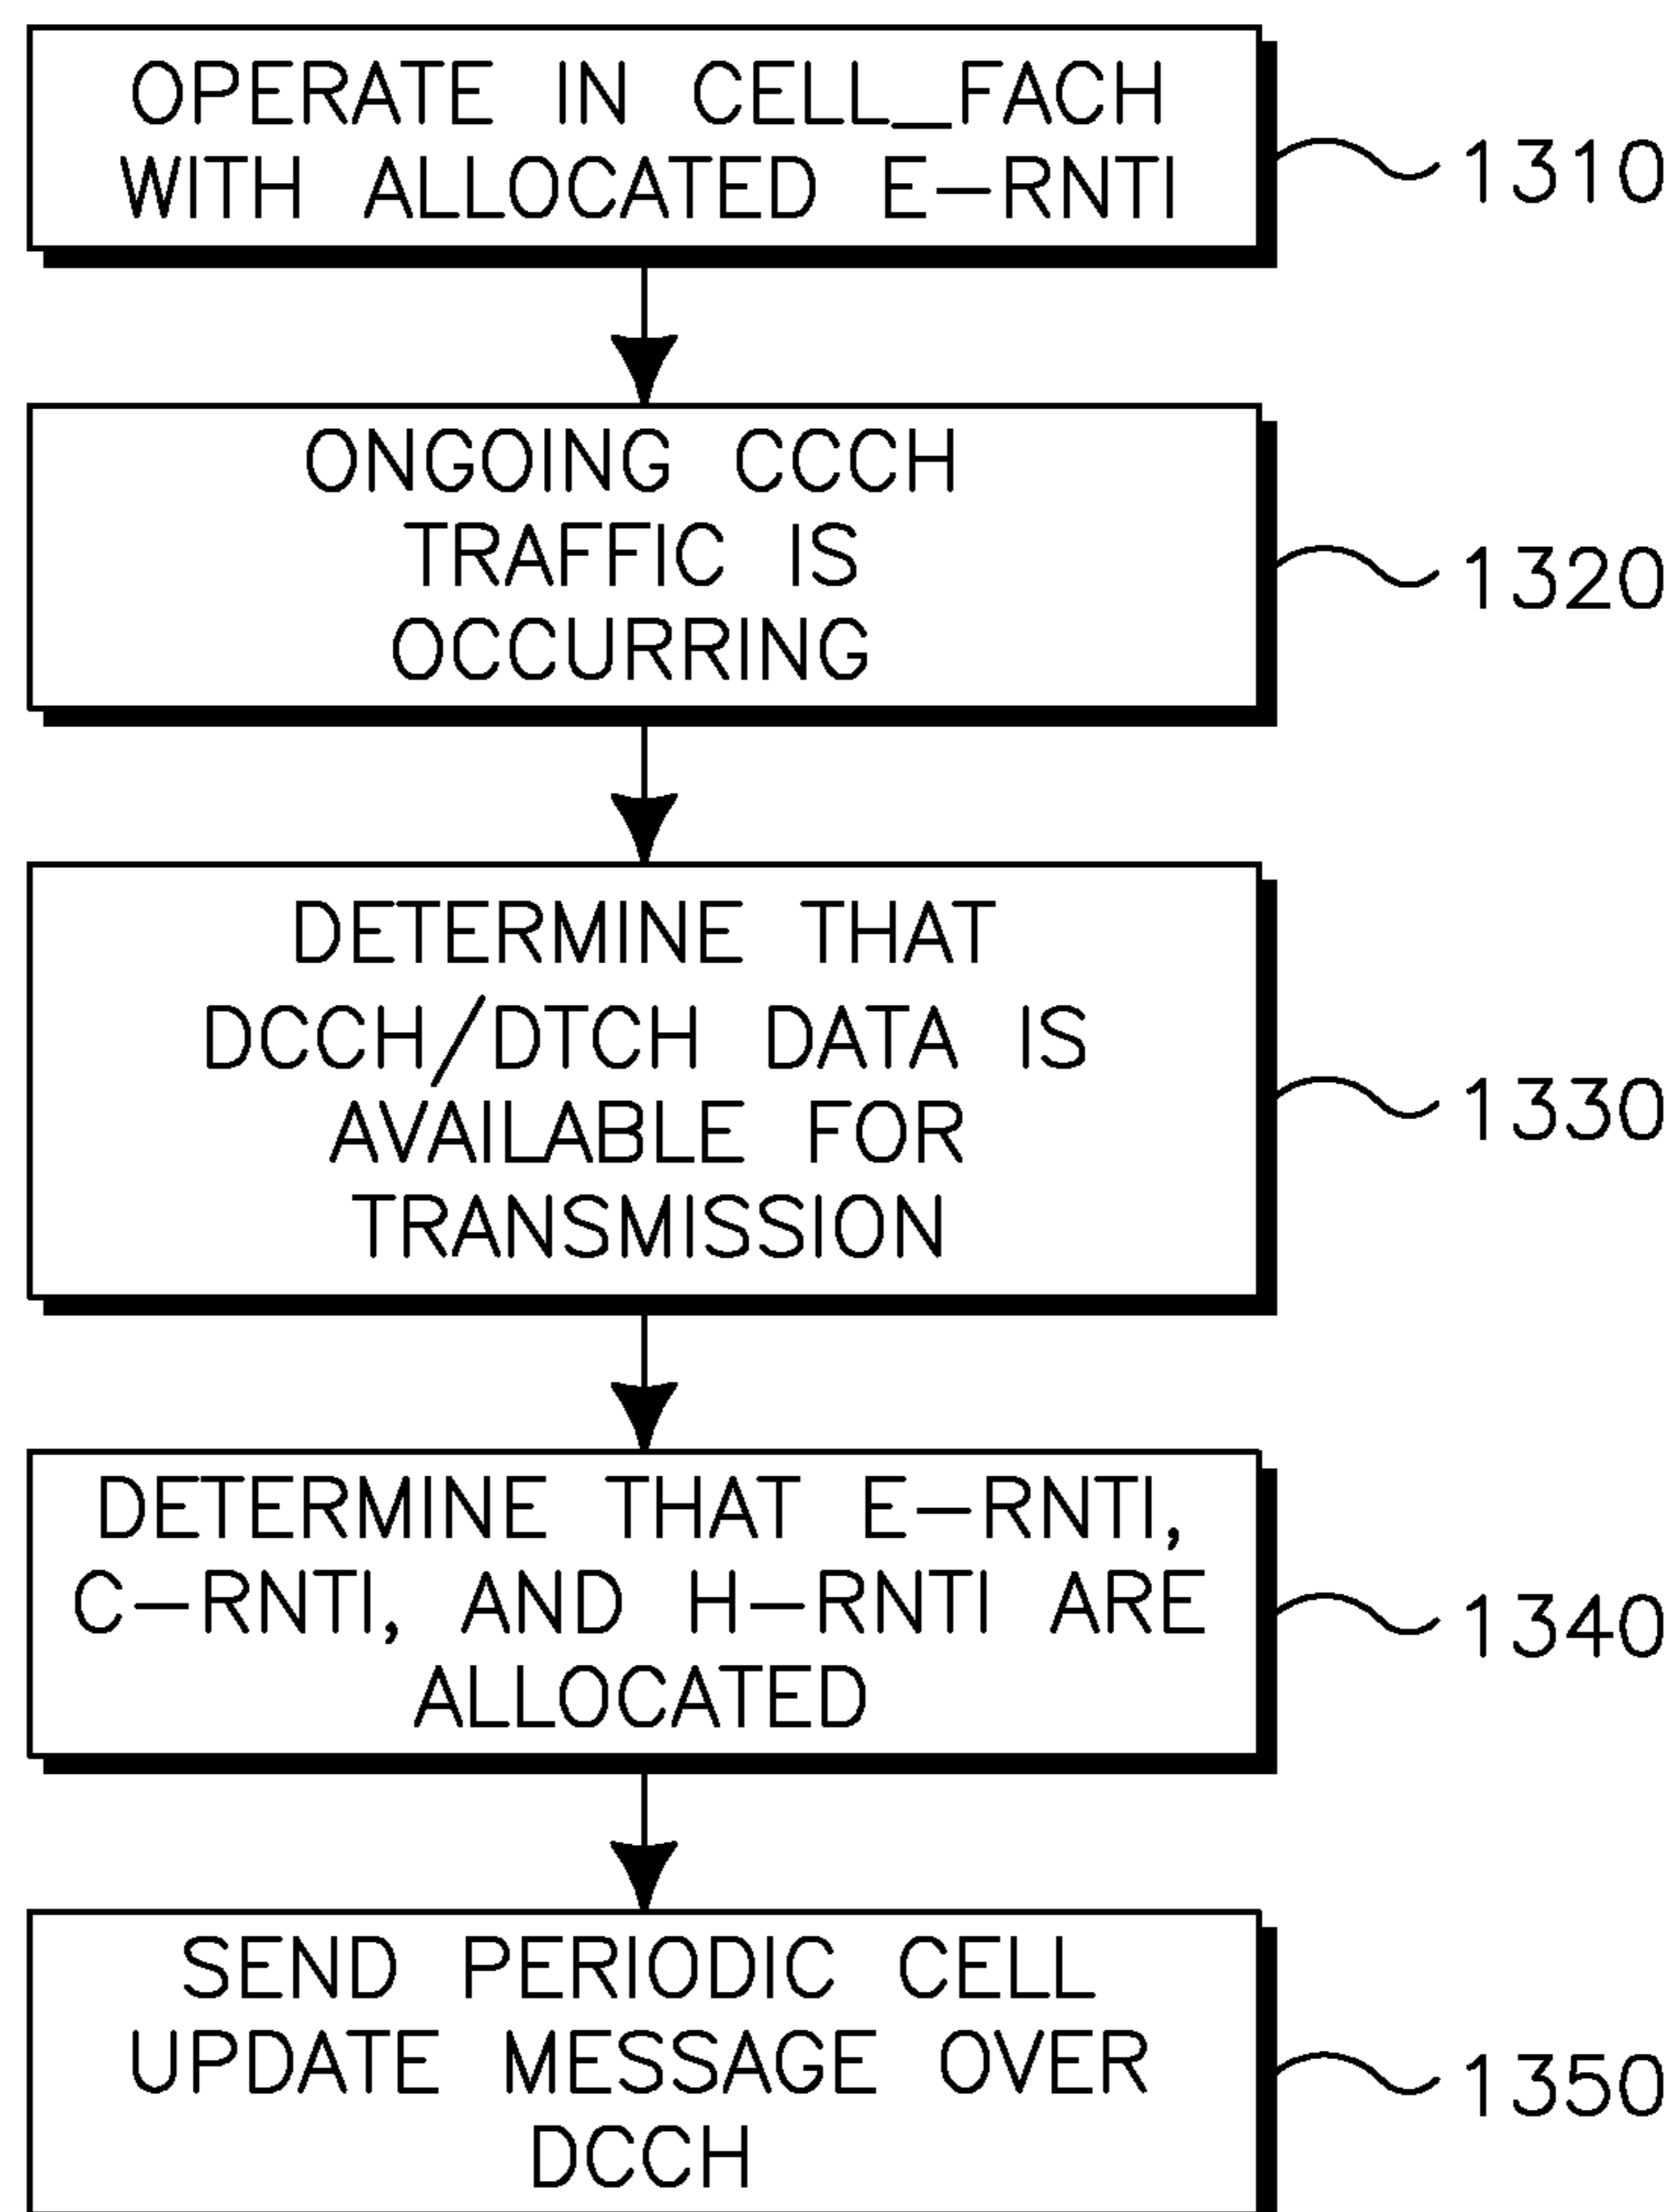 OPERATE IN CELL_FACH
WITH ALLOCATED E-RNTI
1310
ONGOING CCCH
TRAFFIC IS
OCCURRING
1320
DETERMINE THAT
DCCH/DTCH DATA IS
AVAILABLE FOR
TRANSMISSION
1330
DETERMINE THAT E-RNTI,
C-RNTI, AND H-RNTI ARE
ALLOCATED
1340
SEND PERIODIC CELL
UPDATE MESSAGE OVER
DCCH
1350